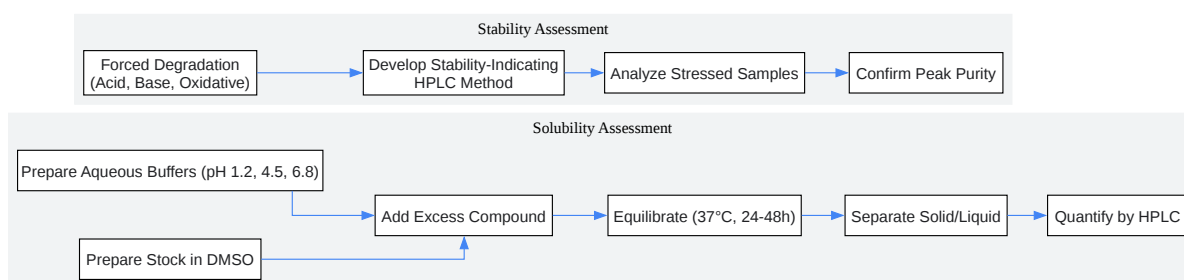 Stability Assessment
Forced Degradation
(Acid, Base, Oxidative)
Develop Stability-Indicating
HPLC Method
Analyze Stressed Samples
Confirm Peak Purity
Solubility Assessment
Prepare Aqueous Buffers (pH 1.2, 4.5, 6.8)
Prepare Stock in DMSO
Add Excess Compound
Equilibrate (37°C, 24-48h)
Separate Solid/Liquid
Quantify by HPLC